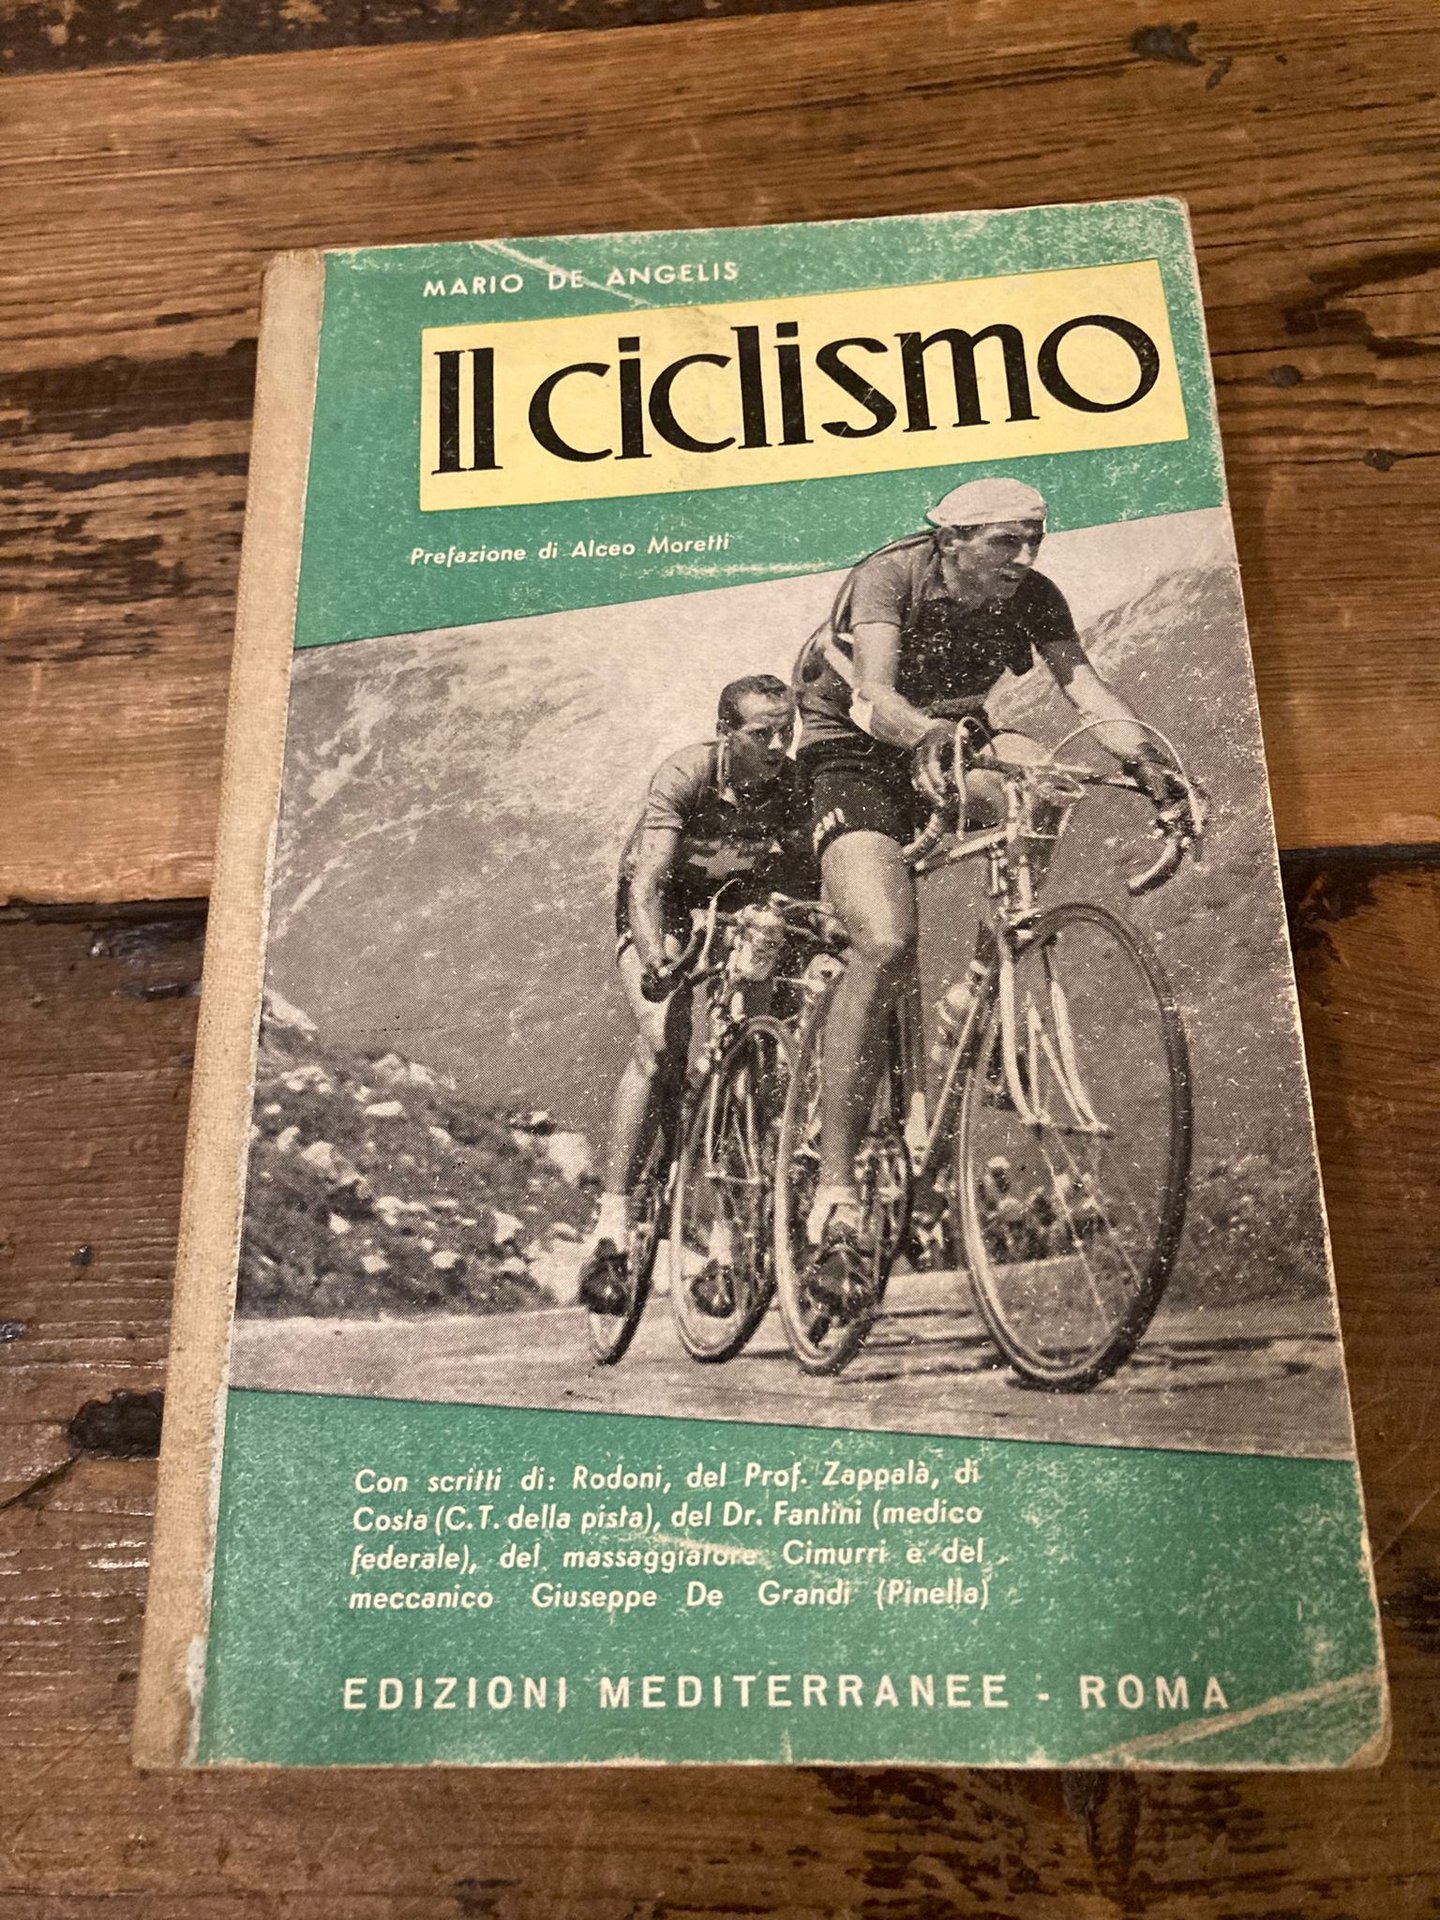 MARIO DE ANGELIS
Il ciclismo
Prefazione di Alceo Moretti
Con scritti di: Rodoni, del Prof. Zappalà, di
Costa (C.T. della pista), del Dr. Fantini (medico
federale), del massaggiatore Cimurri e del
meccanico Giuseppe De Grandi (Pinella)
EDIZIONI MEDITERRANEE - ROMA